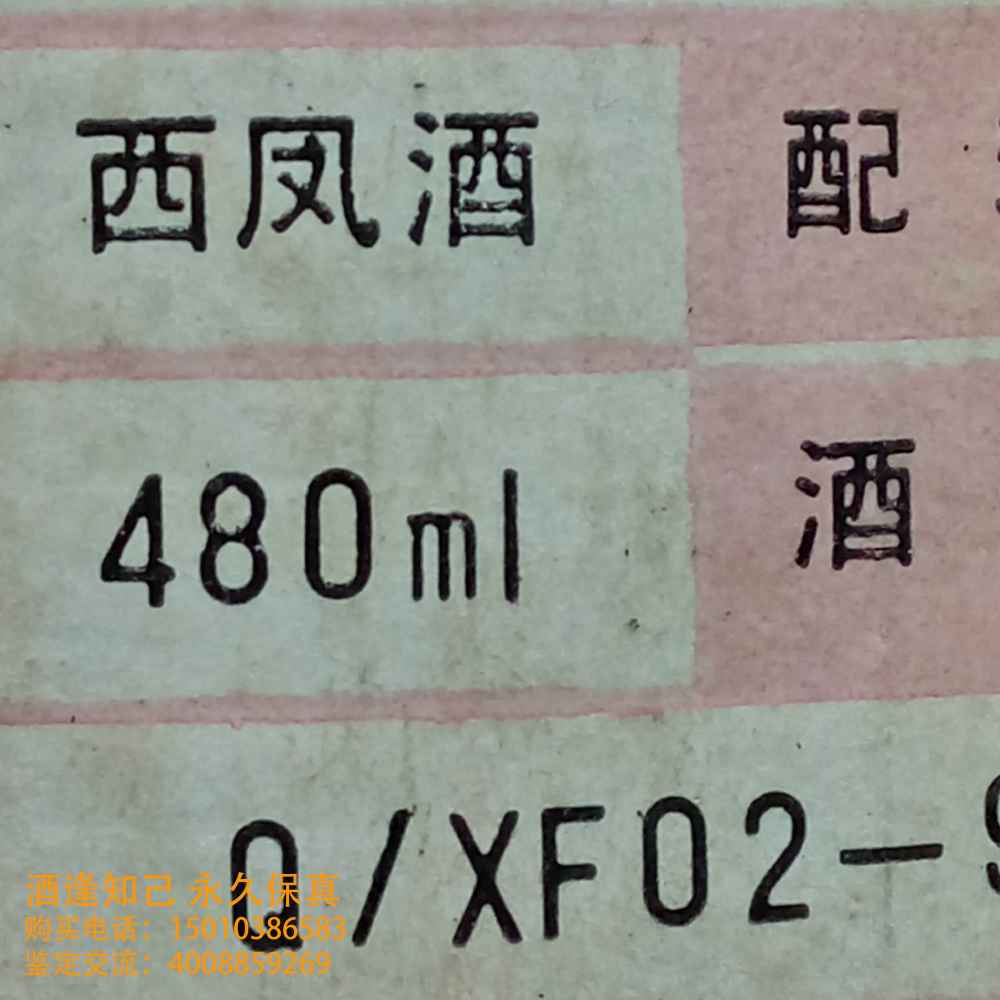 西凤酒 配
480ml 酒
Q/XF02-
酒逢知己 永久保真
购买电话：15010386583
鉴定交流：4008859269